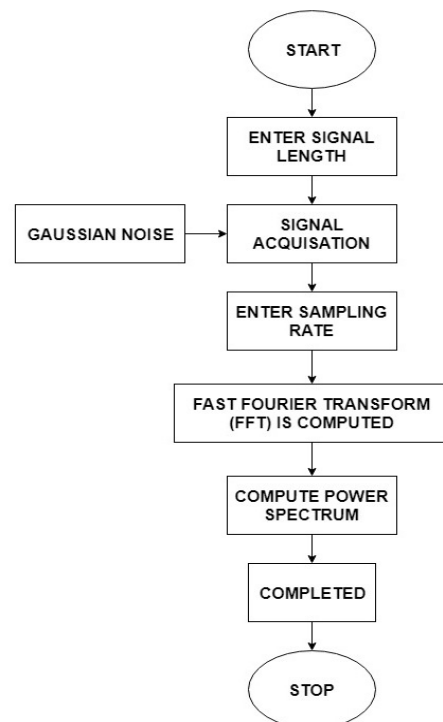 START
ENTER SIGNAL
LENGTH
GAUSSIAN NOISE
SIGNAL
ACQUISATION
ENTER SAMPLING
RATE
FAST FOURIER TRANSFORM
(FFT) IS COMPUTED
COMPUTE POWER
SPECTRUM
COMPLETED
STOP